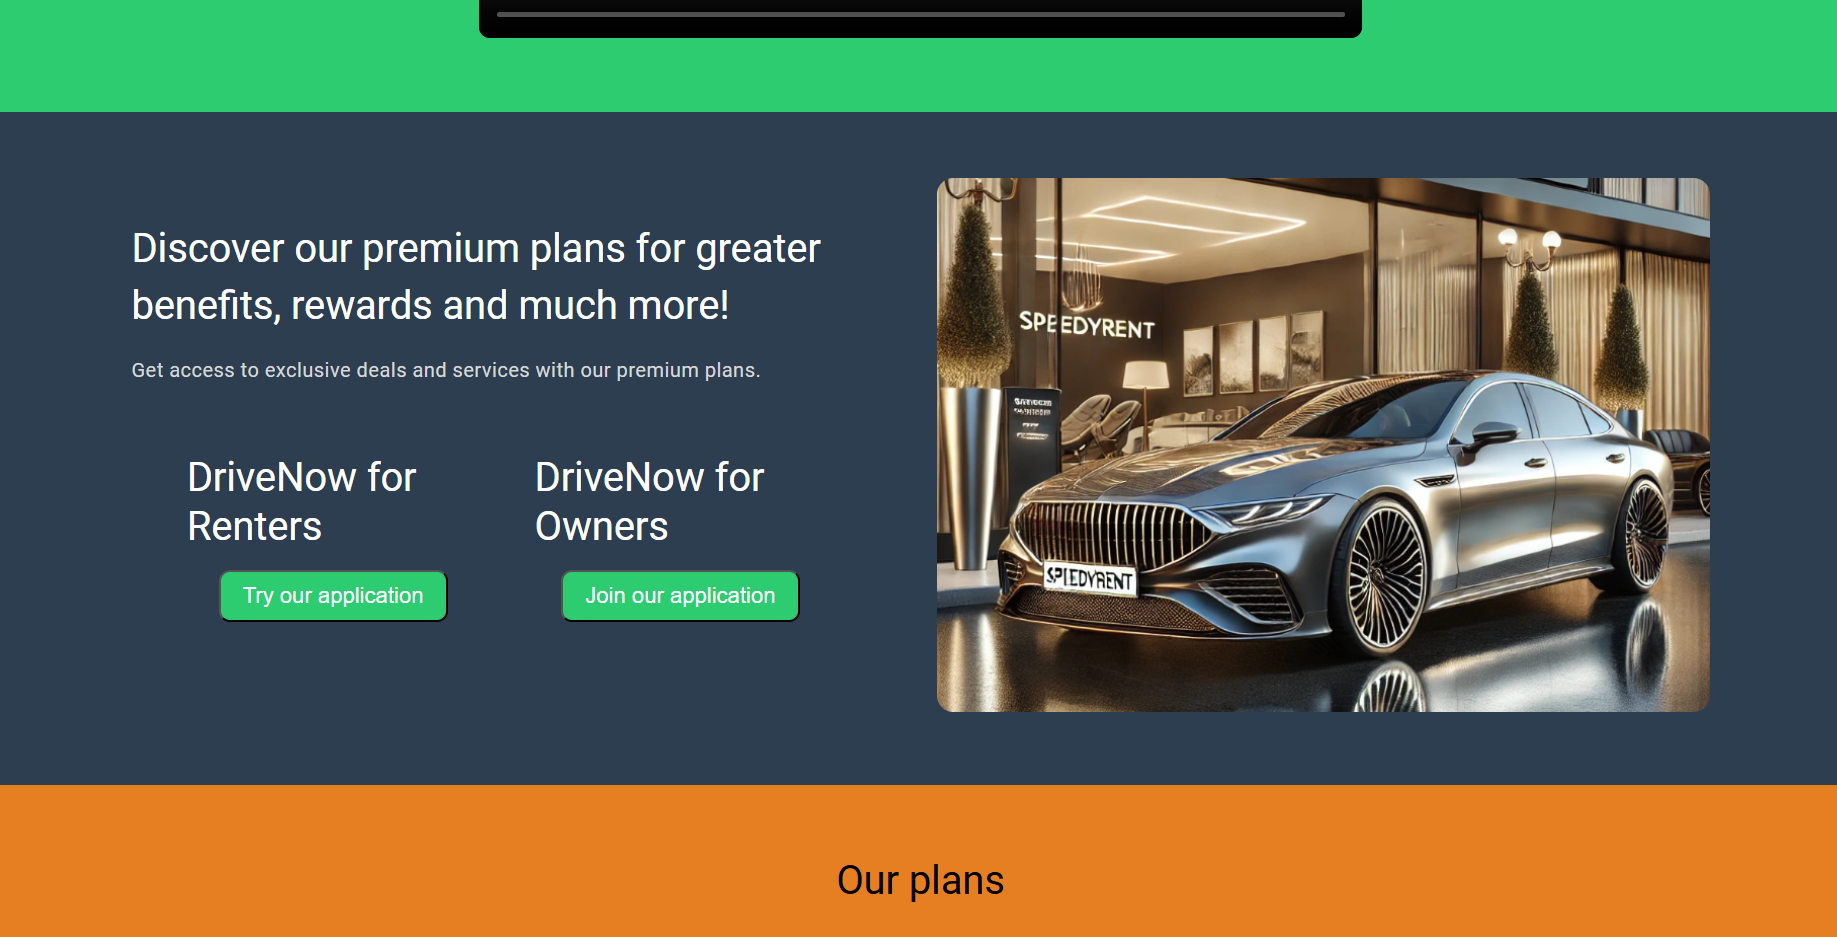 Discover our premium plans for greater
benefits, rewards and much more!
Get access to exclusive deals and services with our premium plans.
DriveNow for
Renters
Try our application
DriveNow for
Owners
Join our application
SPEEDYRENT
SPIEDYRENT
Our plans